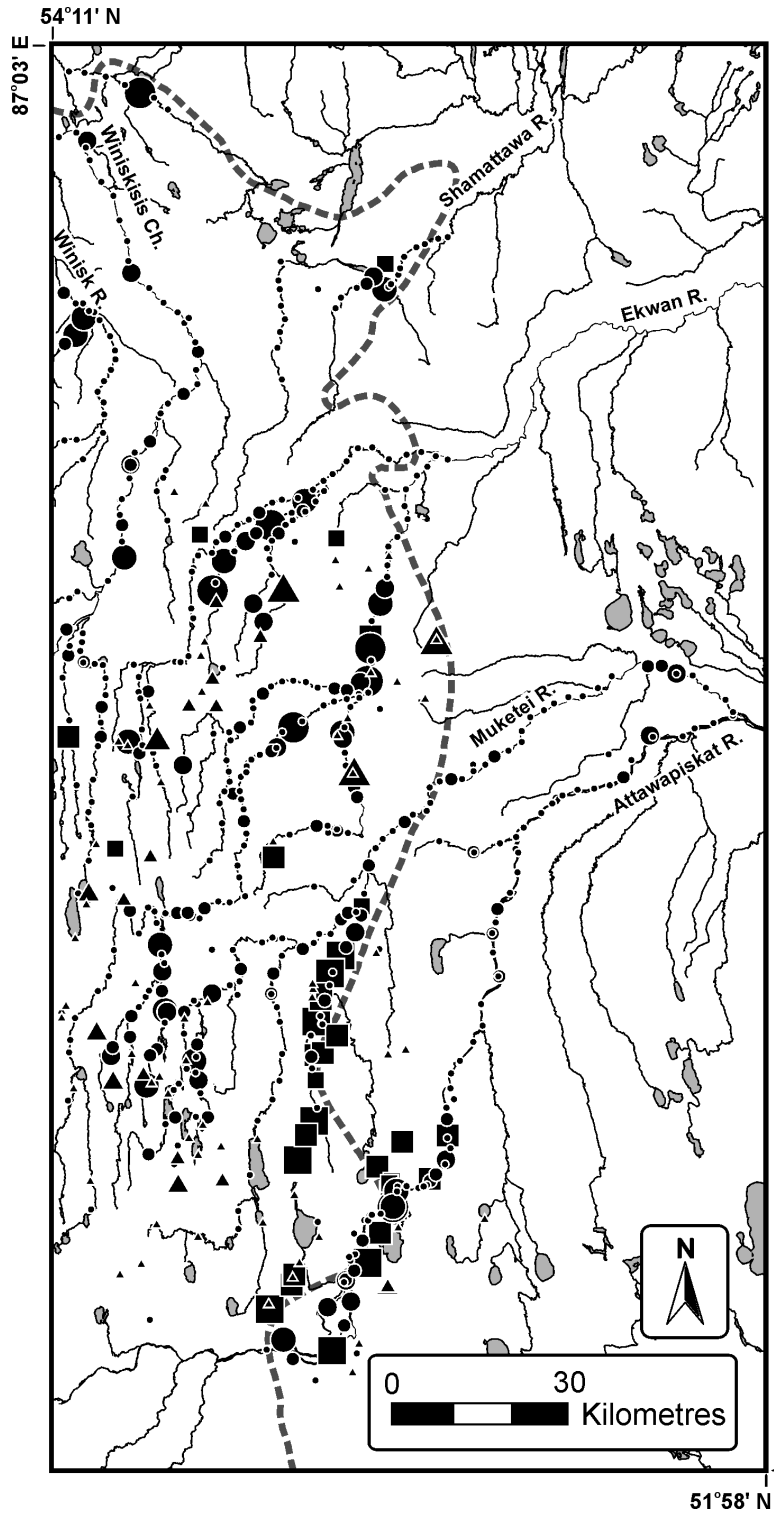 54°11' N
87°03' E
Winiskisis Ch.
Shamattawa R.
Winisk R
Ekwan R.
Muketei R.
Attawapiskat R.
N
0 30
Kilometres
51°58' N